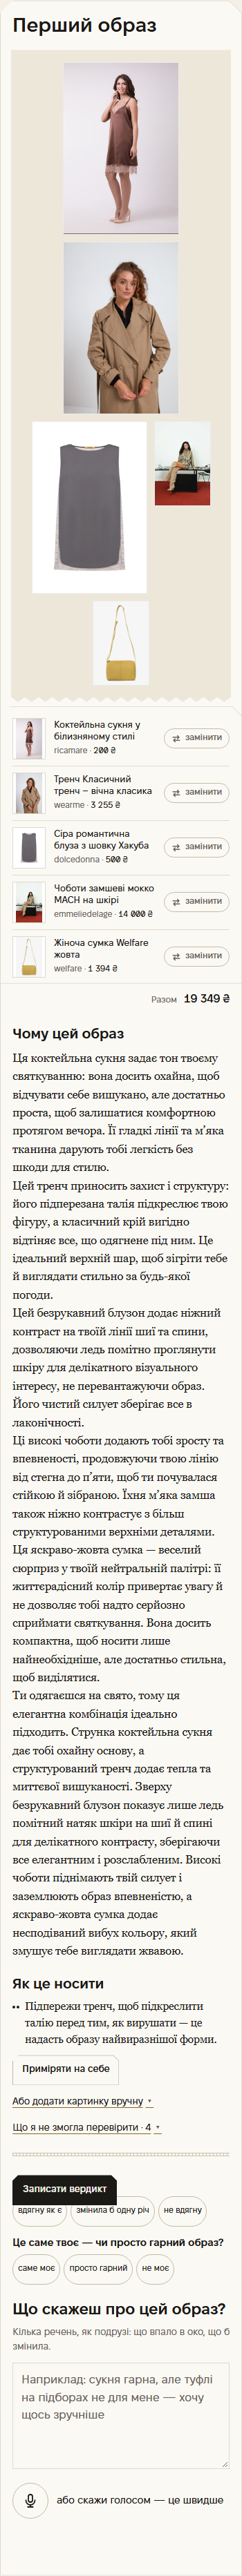 Перший образ
Коктейльна сукня у
білизняному стилі
ricamare · 200 ₴
замінити
Тренч Класичний
тренч – вічна класика
wearme · 3 255 ₴
замінити
Сіра романтична
блуза з шовку Хакуба
dolcedonna · 500 ₴
замінити
Чоботи замшеві мокко
MACH на шкірі
emmeliedelage · 14 000 ₴
замінити
Жіноча сумка Welfare
жовта
welfare · 1 394 ₴
замінити
Разом 19 349 ₴
Чому цей образ
Ця коктейльна сукня задає тон твоєму
святкуванню: вона досить охайна, щоб
відчувати себе вишукано, але достатньо
проста, щоб залишатися комфортною
протягом вечора. Її гладкі лінії та м’яка
тканина дарують тобі легкість без
шкоди для стилю.
Цей тренч приносить захист і структуру:
його підперезана талія підкреслює твою
фігуру, а класичний крій вигідно
відтіняє все, що одягнене під ним. Це
ідеальний верхній шар, щоб зігріти тебе
й виглядати стильно за будь-якої
погоди.
Цей безрукавний блузон додає ніжний
контраст на твоїй лінії шиї та спини,
дозволяючи ледь помітно проглянути
шкіру для делікатного візуального
інтересу, не перевантажуючи образ.
Його чистий силует зберігає все в
лаконічності.
Ці високі чоботи додають тобі зросту та
впевненості, продовжуючи твою лінію
від стегна до п’яти, щоб ти почувалася
стійкою й зібраною. Їхня м’яка замша
також ніжно контрастує с більш
структурованими верхніми деталями.
Ця яскраво-жовта сумка — веселий
сюрприз у твоїй нейтральній палітрі: її
життєрадісний колір привертає увагу й
не дозволяє тобі надто серйозно
сприймати святкування. Вона досить
компактна, щоб носити лише
найнеобхідніше, але достатньо стильна,
щоб виділятися.
Ти одягаєшся на свято, тому ця
елегантна комбінація ідеально
підходить. Струнка коктейльна сукня
дає тобі охайну основу, а
структурований тренч додає тепла та
миттєвої вишуканості. Зверху
безрукавний блузон показує лише ледь
помітний натяк шкіри на шиї й спині
для делікатного контрасту, зберігаючи
все елегантним і розслабленим. Високі
чоботи піднімають твій силует і
заземлюють образ впевненістю, а
яскраво-жовта сумка додає
несподіваний вибух кольору, який
змушує тебе виглядати жвавою.
Як це носити
Підпережи тренч, щоб підкреслити
талію перед тим, як вирушати — це
надасть образу найвиразнішої форми.
Приміряти на себе
Або додати картинку вручну
Що я не змогла перевірити · 4
Записати вердикт
вдягну як є
змінила б одну річ
не вдягну
Це саме твоє — чи просто гарний образ?
саме моє
просто гарний
не моє
Що скажеш про цей образ?
Кілька речень, як подрузі: що впало в око, що б
змінила.
Наприклад: сукня гарна, але туфлі
на підборах не для мене — хочу
щось зручніше
або скажи голосом — це швидше